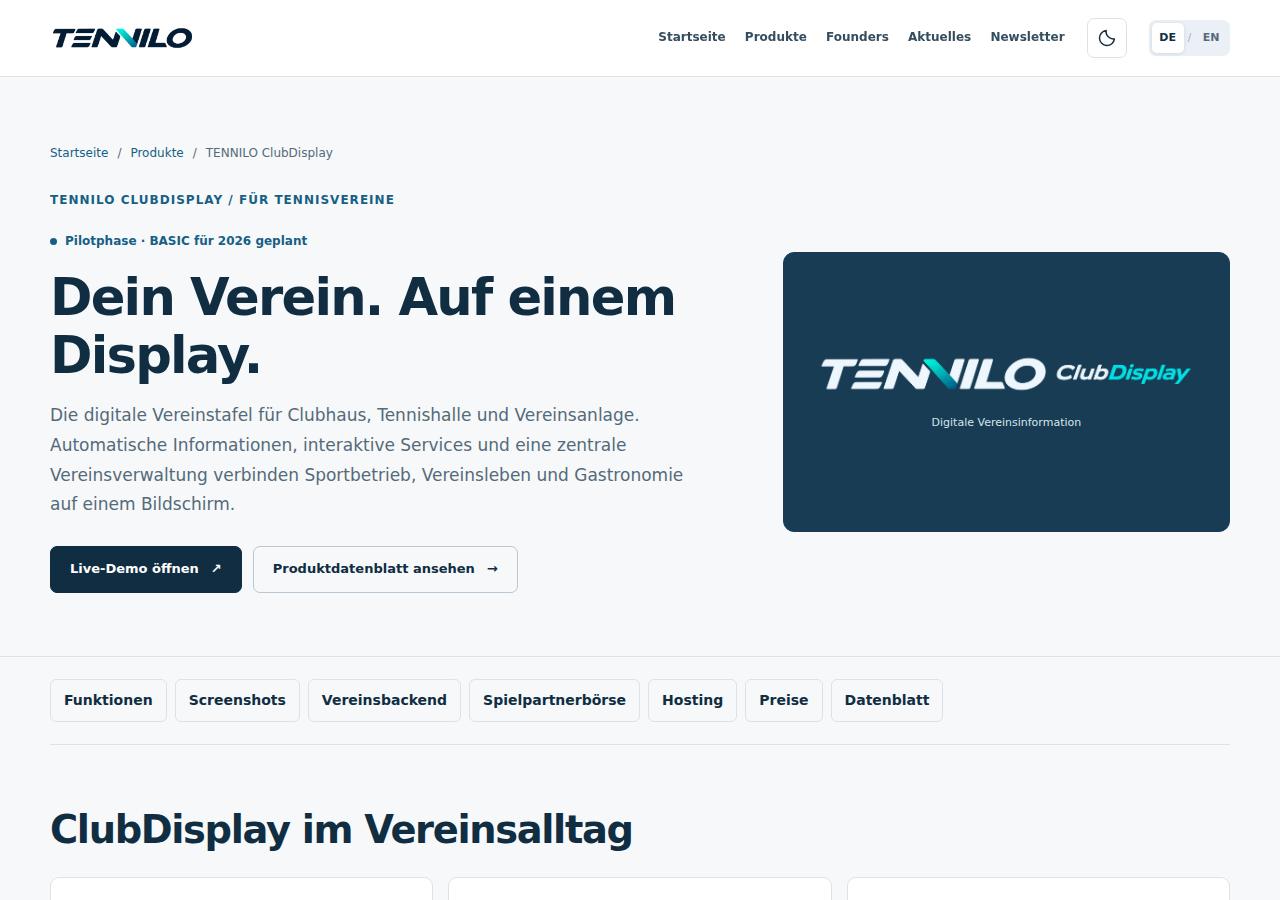 TENNILO
Startseite Produkte Founders Aktuelles Newsletter DE / EN
Startseite / Produkte / TENNILO ClubDisplay
TENNILO CLUBDISPLAY / FÜR TENNISVEREINE
Pilotphase · BASIC für 2026 geplant
Dein Verein. Auf einem
Display.
Die digitale Vereinstafel für Clubhaus, Tennishalle und Vereinsanlage.
Automatische Informationen, interaktive Services und eine zentrale
Vereinsverwaltung verbinden Sportbetrieb, Vereinsleben und Gastronomie
auf einem Bildschirm.
Live-Demo öffnen ↗ Produktdatenblatt ansehen →
TENNILO ClubDisplay
Digitale Vereinsinformation
Funktionen Screenshots Vereinsbackend Spielpartnerbörse Hosting Preise Datenblatt
ClubDisplay im Vereinsalltag